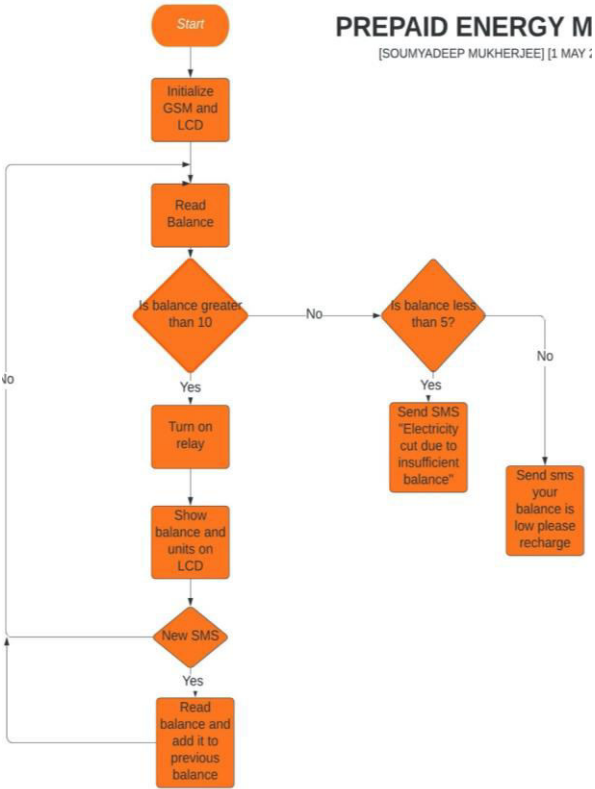 Start
PREPAID ENERGY M
[SOUMYADEEP MUKHERJEE] [1 MAY 2
Initialize
GSM and
LCD
Read
Balance
Is balance greater
than 10
No
Is balance less
than 5?
No
No
Yes
Yes
Turn on
relay
Send SMS
"Electricity
cut due to
insufficient
balance"
Send sms
your
balance is
low please
recharge
Show
balance and
units on
LCD
New SMS
Yes
Read
balance and
add it to
previous
balance